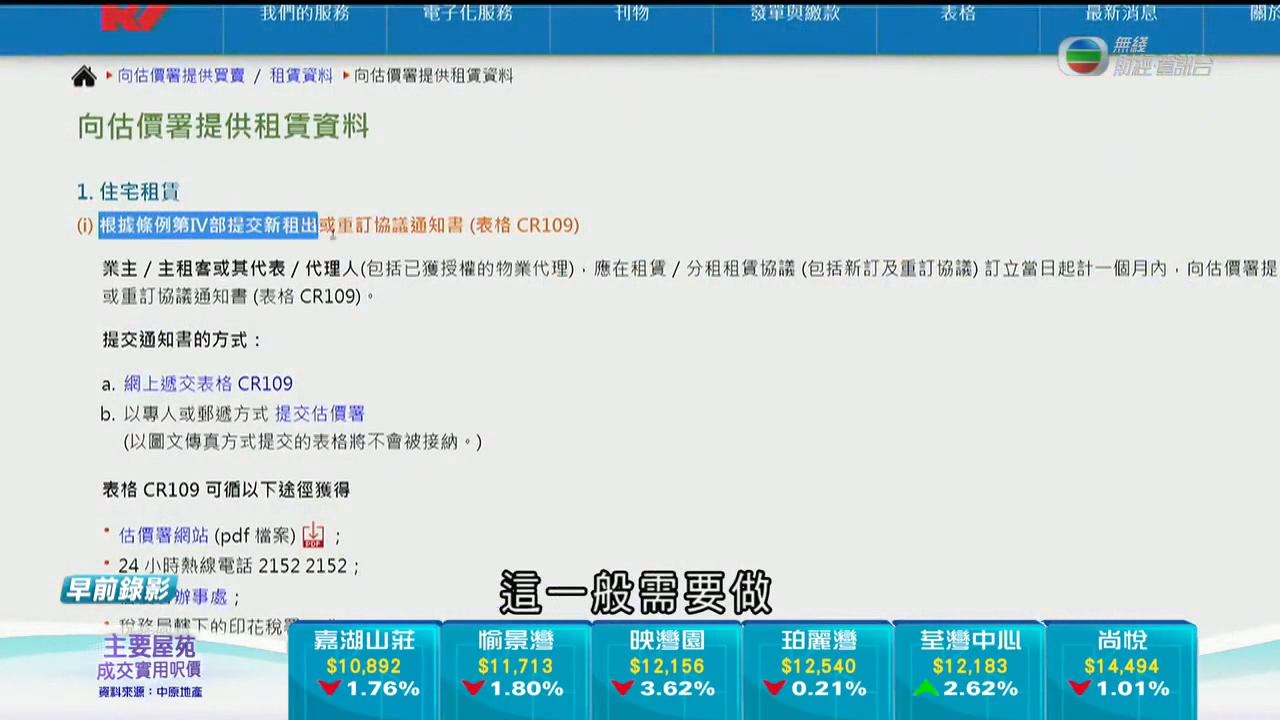 我們的服務 電子化服務 刊物 發單與繳款 表格 最新消息 關於
無綫
財經·資訊台
向估價署提供買賣 / 租賃資料 向估價署提供租賃資料
向估價署提供租賃資料
1. 住宅租賃
(i) 根據條例第IV部提交新租出或重訂協議通知書 (表格 CR109)
業主 / 主租客或其代表 / 代理人(包括已獲授權的物業代理)，應在租賃 / 分租租賃協議 (包括新訂及重訂協議) 訂立當日起計一個月內，向估價署提
或重訂協議通知書 (表格 CR109)。
提交通知書的方式：
a. 網上遞交表格 CR109
b. 以專人或郵遞方式 提交估價署
(以圖文傳真方式提交的表格將不會被接納。)
表格 CR109 可循以下途徑獲得
估價署網站 (pdf 檔案) PDF ；
24 小時熱線電話 2152 2152；
早前錄影
辦事處；
稅務局轄下的印花稅署
這一般需要做
主要屋苑
成交實用呎價
資料來源：中原地產
嘉湖山莊 愉景灣 映灣園 珀麗灣 荃灣中心 尚悅
$10,892 $11,713 $12,156 $12,540 $12,183 $14,494
1.76% 1.80% 3.62% 0.21% 2.62% 1.01%